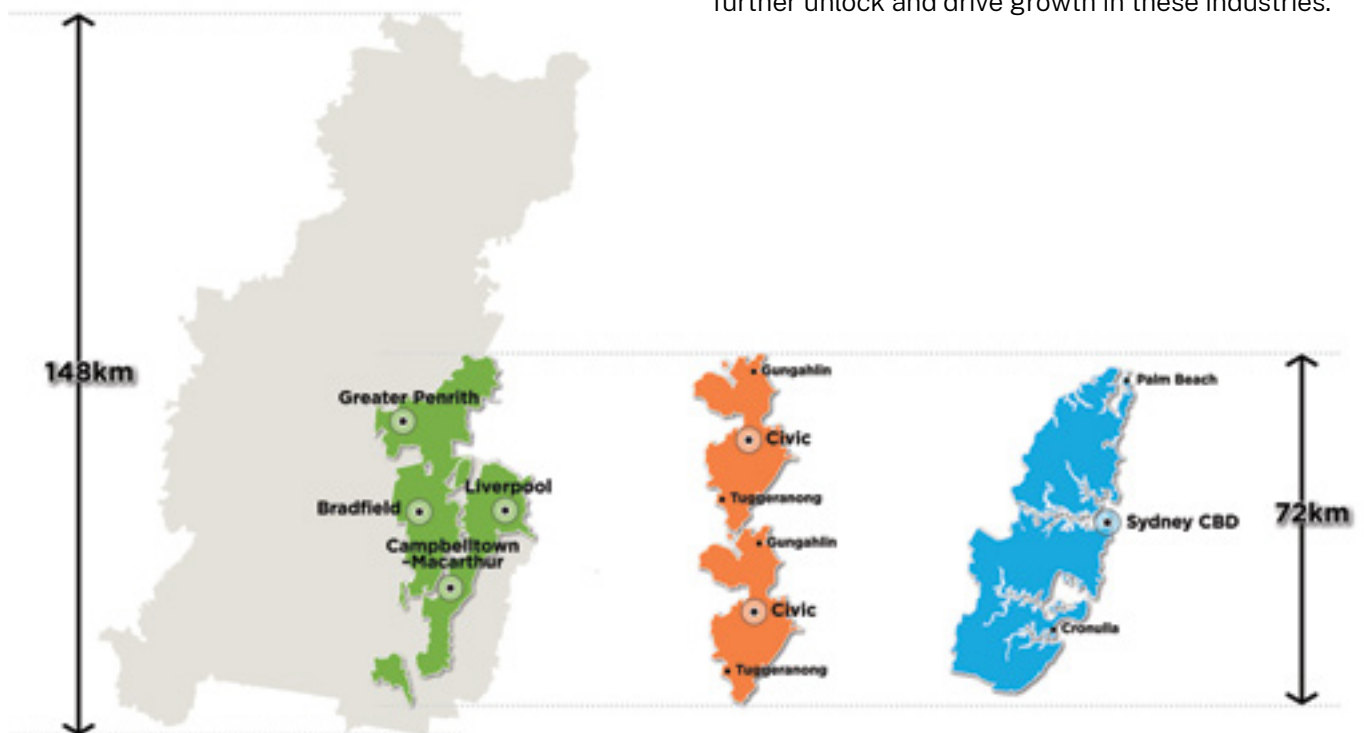 further unlock and drive growth in these industries.
148km
Greater Penrith
Bradfield
Liverpool
Campbelltown
-Macarthur
Gungahlin
Civic
Tuggeranong
Gungahlin
Civic
Tuggeranong
Palm Beach
Sydney CBD
Cronulla
72km